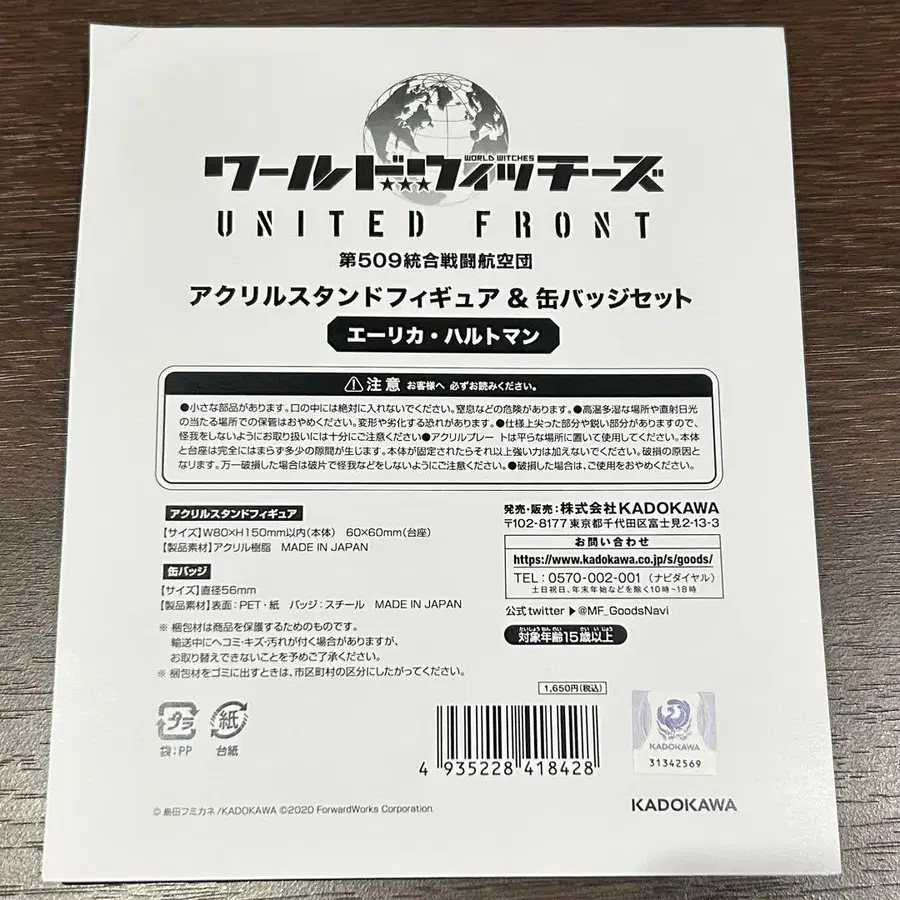 WORLD WITCHES
ワールドウィッチーズ
UNITED FRONT
第509統合戦闘航空団
アクリルスタンドフィギュア & 缶バッジセット
エーリカ・ハルトマン
注意 お客様へ 必ずお読みください。
●小さな部品があります。口の中には絶対に入れないでください。窒息などの危険があります。●高温多湿な場所や直射日光
の当たる場所での保管はおやめください。変形や劣化する恐れがあります。●仕様上尖った部分や鋭い部分がありますので、
怪我をしないようにお取り扱いには十分にご注意ください●アクリルプレートは平らな場所に置いて使用してください。本体
と台座は完全にはまらず多少の隙間が生じます。本体が固定されたらそれ以上強い力は加えないでください。破損の原因と
なります。万一破損した場合は破片で怪我などをしないようにご注意ください。●破損した場合は、ご使用をおやめください。
アクリルスタンドフィギュア
【サイズ】W80×H150mm以内(本体) 60×60mm(台座)
【製品素材】アクリル樹脂 MADE IN JAPAN
缶バッジ
【サイズ】直径56mm
【製品素材】表面:PET・紙 バッジ:スチール MADE IN JAPAN
※ 梱包材は商品を保護するためのものです。
輸送中にヘコミ・キズ・汚れが付く場合がありますが、
お取り替えできないことを予めご了承ください。
※ 梱包材をゴミに出すときは、市区町村の区分にしたがってください。
発売・販売:株式会社KADOKAWA
〒102-8177 東京都千代田区富士見2-13-3
お問い合わせ
https://www.kadokawa.co.jp/s/goods/
TEL:0570-002-001(ナビダイヤル)
土日祝日、年末年始などを除く10時〜18時
公式twitter ▶@MF_GoodsNavi
たいしょうねんれい さい いじょう
対象年齢15歳以上
1,650円(税込)
プラ
袋:PP
紙
台紙
4 935228 418428
KADOKAWA
31342569
KADOKAWA
© 島田フミカネ/KADOKAWA ©2020 ForwardWorks Corporation.